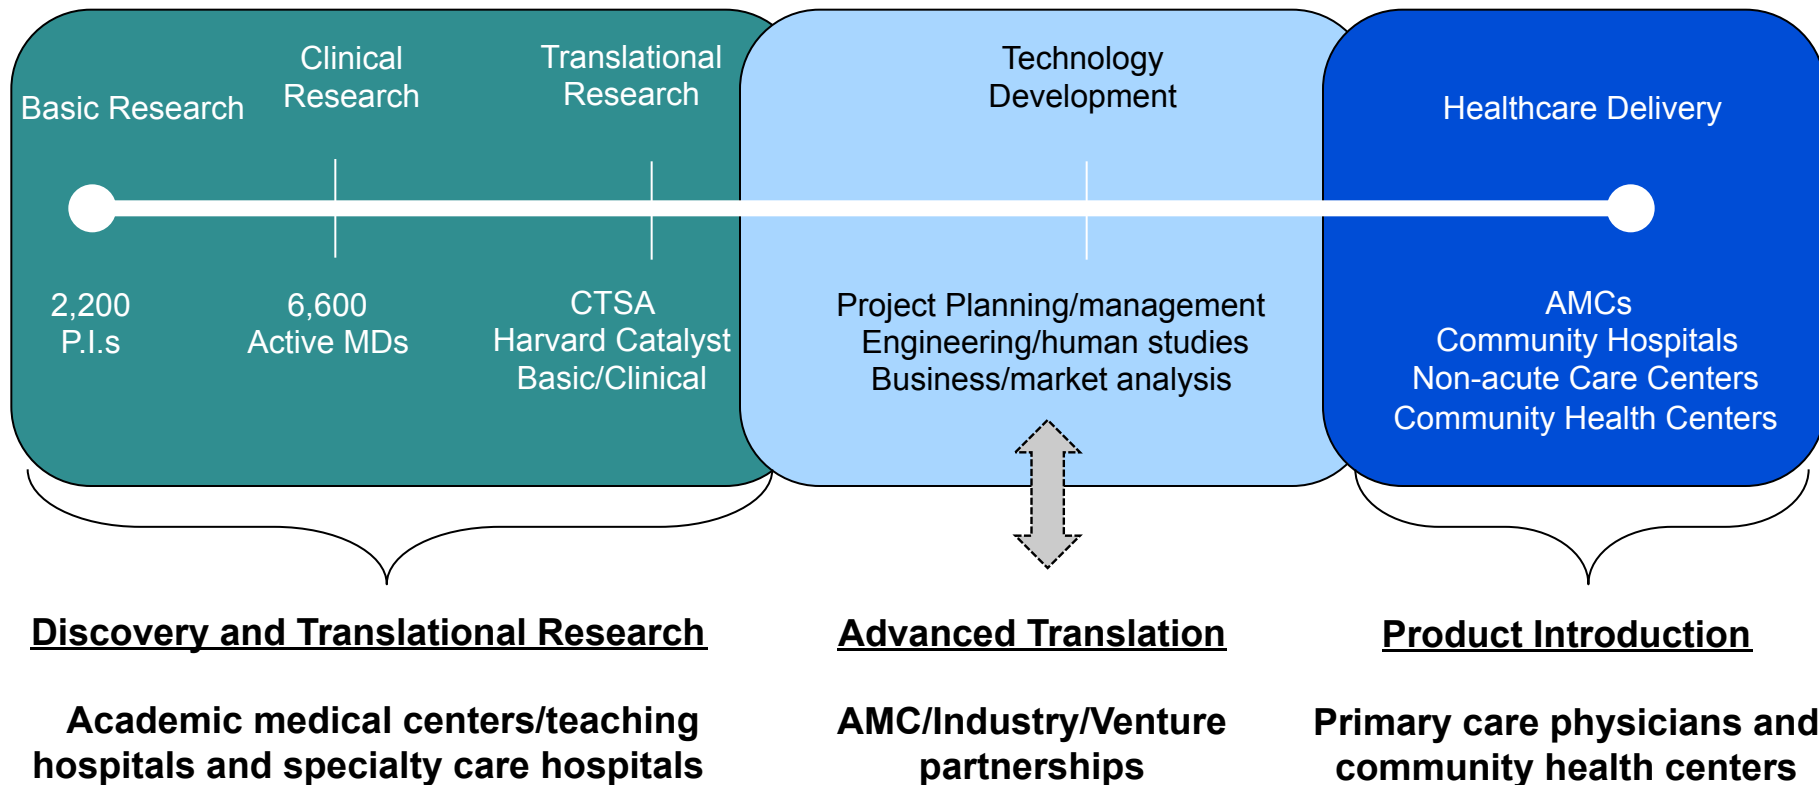 Basic Research
Clinical
Research
Translational
Research
Technology
Development
Healthcare Delivery
2,200
P.I.s
6,600
Active MDs
CTSA
Harvard Catalyst
Basic/Clinical
Project Planning/management
Engineering/human studies
Business/market analysis
AMCs
Community Hospitals
Non-acute Care Centers
Community Health Centers
Discovery and Translational Research
Academic medical centers/teaching
hospitals and specialty care hospitals
Advanced Translation
AMC/Industry/Venture
partnerships
Product Introduction
Primary care physicians and
community health centers